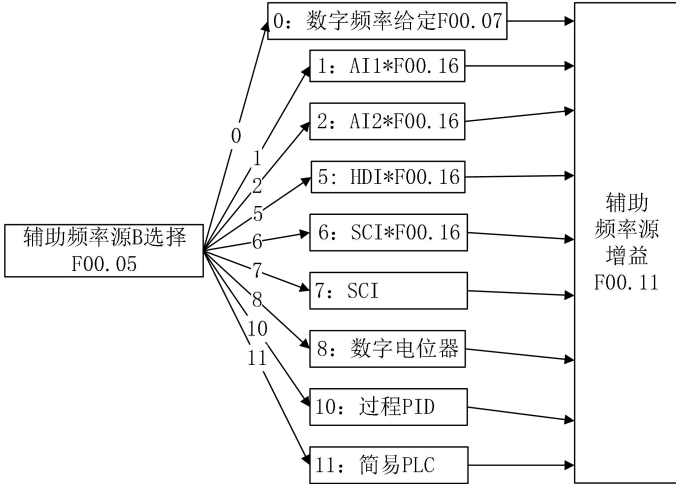 0：数字频率给定F00.07
1：AI1*F00.16
2：AI2*F00.16
5：HDI*F00.16
6：SCI*F00.16
7：SCI
8：数字电位器
10：过程PID
11：简易PLC
0
1
2
5
6
7
8
10
11
辅助频率源B选择
F00.05
辅助
频率源
增益
F00.11